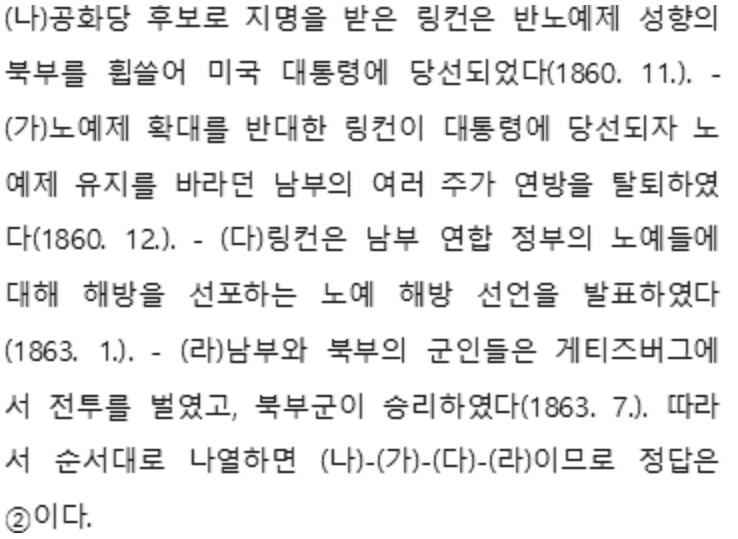 (나)공화당 후보로 지명을 받은 링컨은 반노예제 성향의
북부를 휩쓸어 미국 대통령에 당선되었다(1860. 11.). -
(가)노예제 확대를 반대한 링컨이 대통령에 당선되자 노
예제 유지를 바라던 남부의 여러 주가 연방을 탈퇴하였
다(1860. 12.). - (다)링컨은 남부 연합 정부의 노예들에
대해 해방을 선포하는 노예 해방 선언을 발표하였다
(1863. 1.). - (라)남부와 북부의 군인들은 게티즈버그에
서 전투를 벌였고, 북부군이 승리하였다(1863. 7.). 따라
서 순서대로 나열하면 (나)-(가)-(다)-(라)이므로 정답은
②이다.